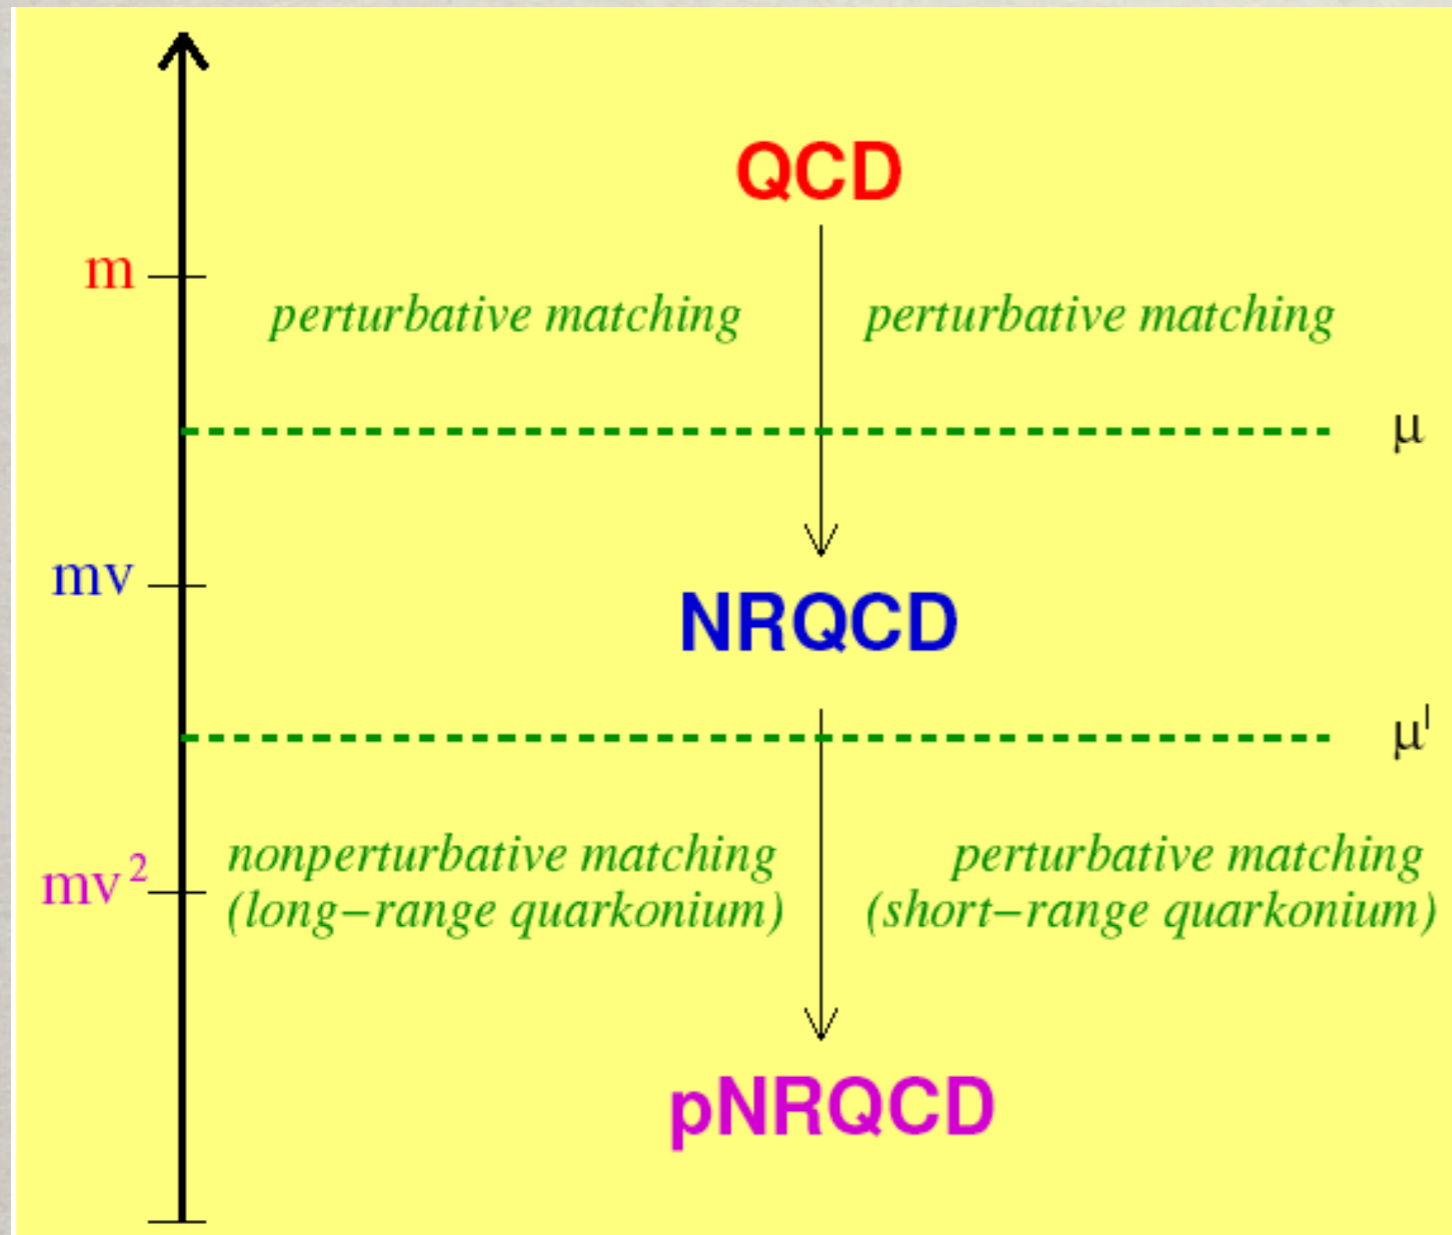 QCD
m
perturbative matching perturbative matching
μ
mv
NRQCD
μ'
nonperturbative matching perturbative matching
mv²
(long−range quarkonium) (short−range quarkonium)
pNRQCD